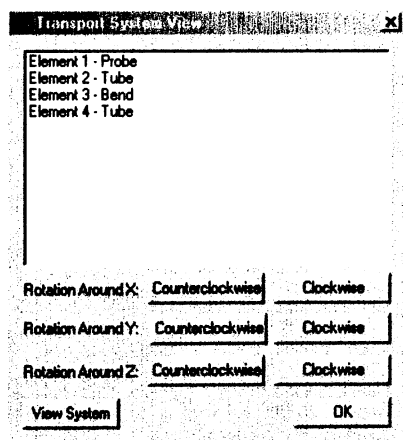 Transport System View
Element 1 - Probe
Element 2 - Tube
Element 3 - Bend
Element 4 - Tube
Rotation Around X: Counterclockwise Clockwise
Rotation Around Y: Counterclockwise Clockwise
Rotation Around Z: Counterclockwise Clockwise
View System OK